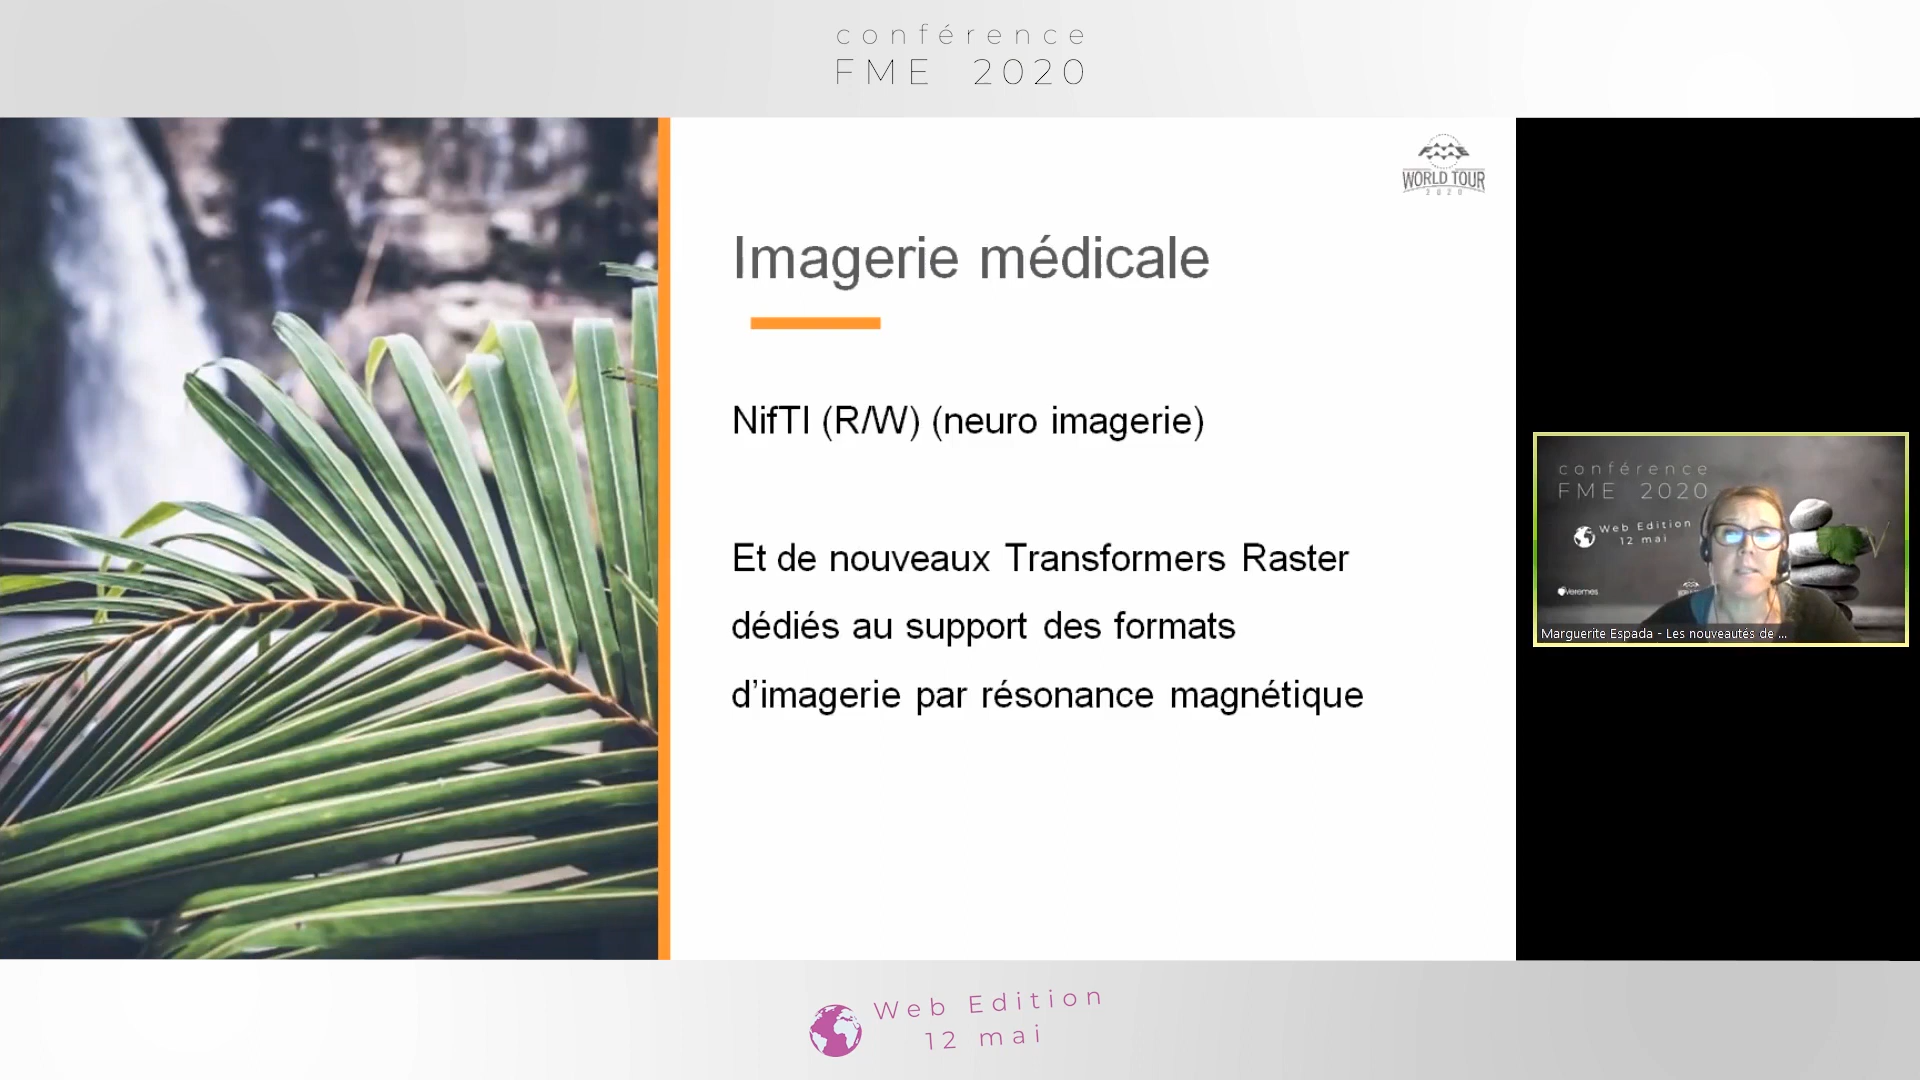 conférence
FME 2020
WORLD TOUR
2020
Imagerie médicale
NifTI (R/W) (neuro imagerie)
Et de nouveaux Transformers Raster
dédiés au support des formats
d’imagerie par résonance magnétique
conférence
FME 2020
Web Edition
12 mai
Veremes
Marguerite Espada - Les nouveautés de ...
Web Edition
12 mai